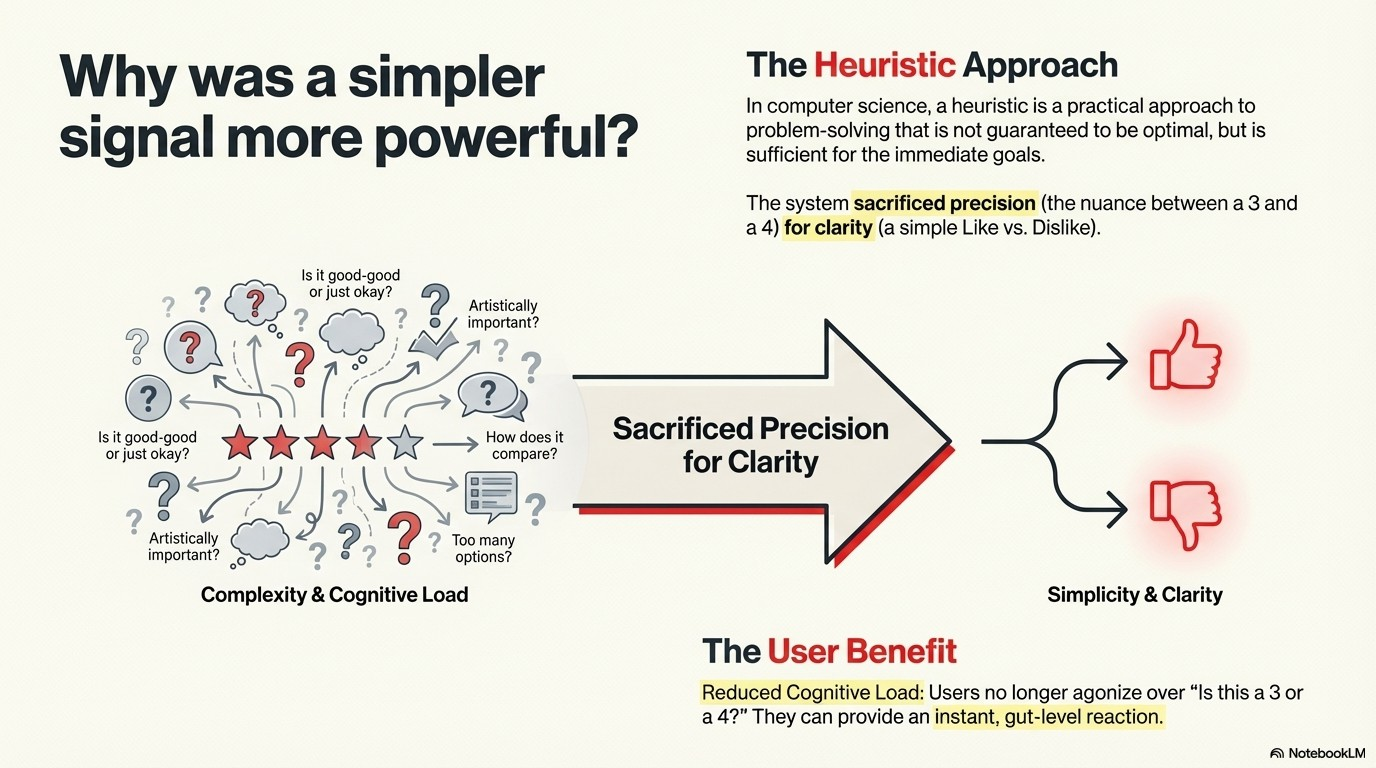 Why was a simpler
signal more powerful?
The Heuristic Approach
In computer science, a heuristic is a practical approach to
problem-solving that is not guaranteed to be optimal, but is
sufficient for the immediate goals.
The system sacrificed precision (the nuance between a 3 and
a 4) for clarity (a simple Like vs. Dislike).
? ? ? Is it good-good
or just okay?
? ? Artistically
important?
? ? ? ? ? ?
? ?
Is it good-good
or just okay?
How does it
compare?
? ? ? ? ? ? ? ? ?
Artistically
important?
Too many
options?
Complexity & Cognitive Load
Sacrificed Precision
for Clarity
Simplicity & Clarity
The User Benefit
Reduced Cognitive Load: Users no longer agonize over “Is this a 3 or
a 4?” They can provide an instant, gut-level reaction.
NotebookLM